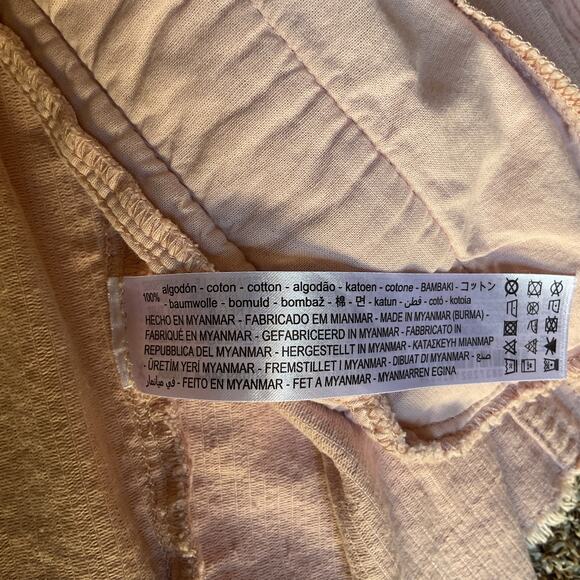 100% algodón - coton - cotton - algodão - katoen - cotone - BAMBAKI - コットン
- baumwolle - bomuld - bombaž - 棉 - 면 - katun - قطن - cotó - kotoia
HECHO EN MYANMAR - FABRICADO EM MIANMAR - MADE IN MYANMAR (BURMA) -
FABRIQUÉ EN MYANMAR - GEFABRICEERD IN MYANMAR - FABBRICATO IN
REPUBBLICA DEL MYANMAR - HERGESTELLT IN MYANMAR - ΚΑΤΑΣΚΕΥΗ ΜΙΑΝΜΑΡ
- ÜRETİM YERİ MYANMAR - FREMSTILLET I MYANMAR - DIBUAT DI MYANMAR - صنع
في ميانمار - FEITO EN MYANMAR - FET A MYANMAR - MYANMARREN EGINA